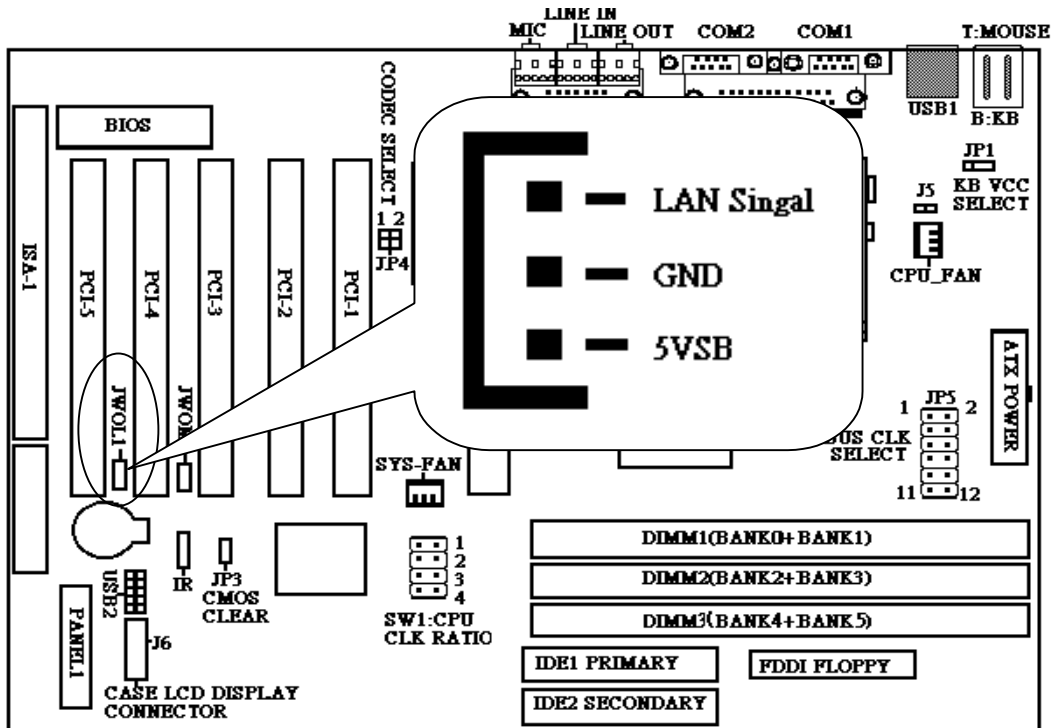 LINE IN
MIC
LINE OUT
COM2
COM1
T:MOUSE
USB1
B:KB
CODEC SELECT
1 2
JP4
BIOS
ISA-1
PCI-5
PCI-4
PCI-3
PCI-2
PCI-1
LAN Singal
GND
5VSB
JP1
KB VCC
SELECT
J5
CPU_FAN
ATX POWER
JP5
1
2
CLK
SELECT
11
12
JWOL1
SYS-FAN
DIMM1(BANK0+BANK1)
DIMM2(BANK2+BANK3)
DIMM3(BANK4+BANK5)
1
2
3
4
SW1:CPU
CLK RATIO
IR
JP3
CMOS
CLEAR
USB2
PANEL1
J6
CASE LCD DISPLAY
CONNECTOR
IDE1 PRIMARY
IDE2 SECONDARY
FDDI FLOPPY